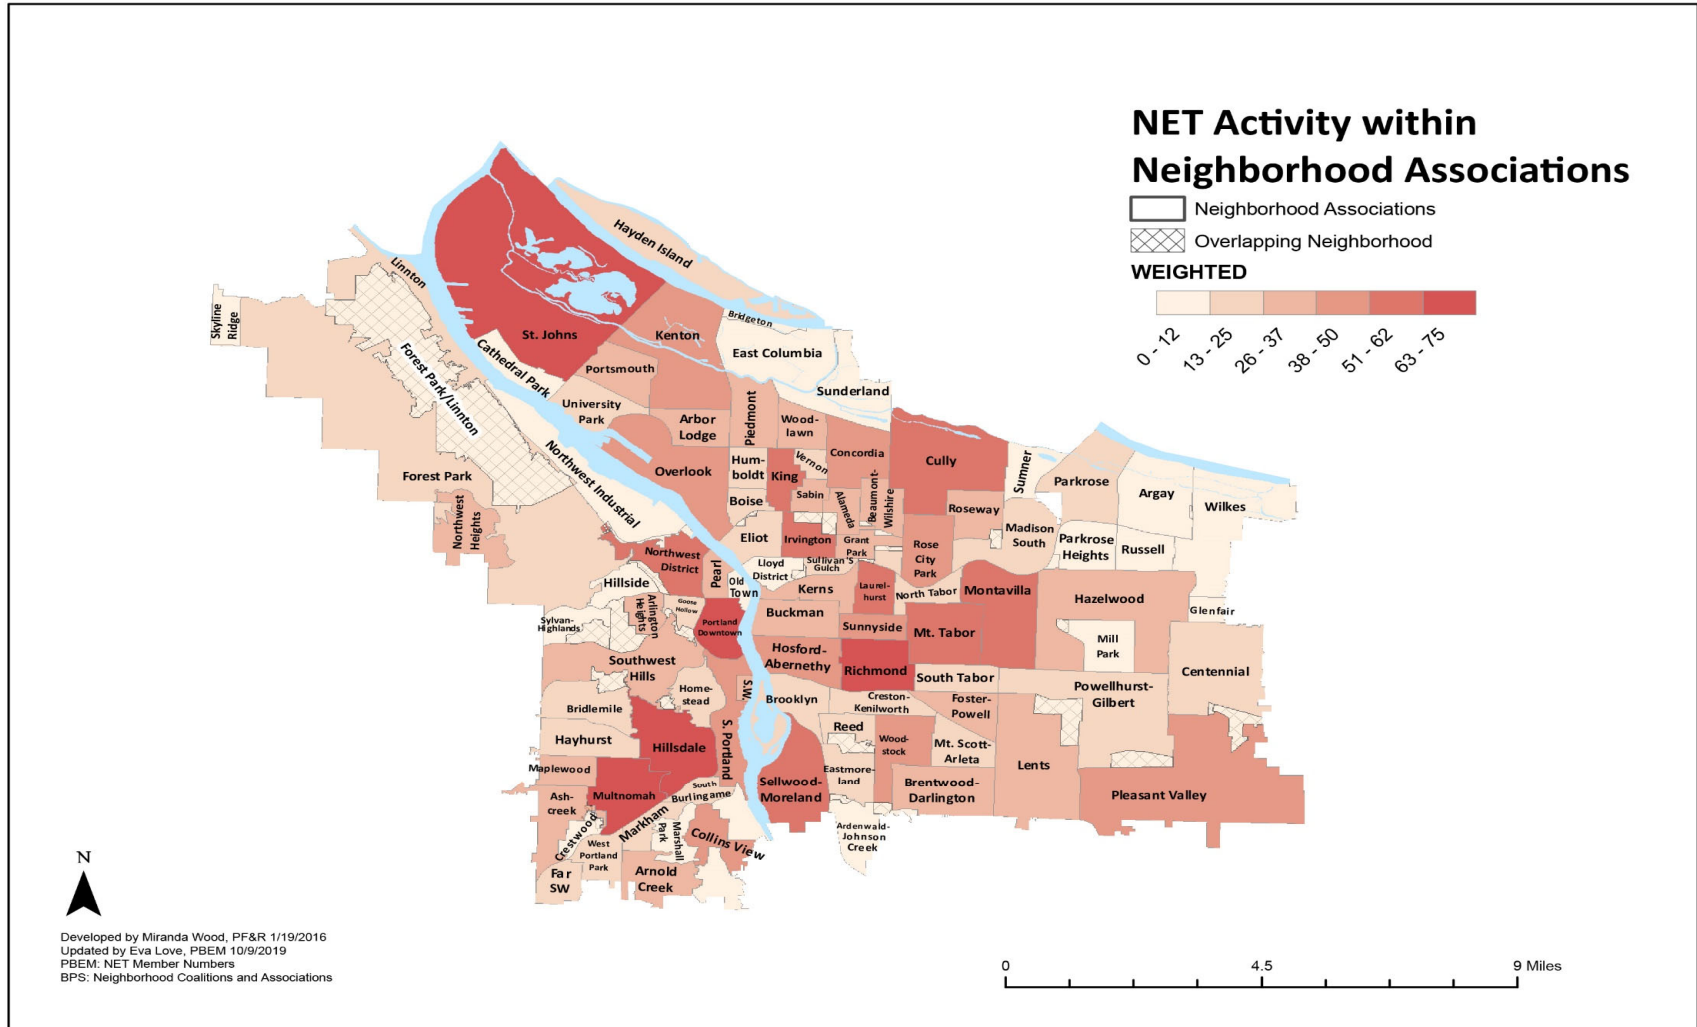 NET Activity within
Neighborhood Associations
Neighborhood Associations
Overlapping Neighborhood
WEIGHTED
0 - 12
13 - 25
26 - 37
38 - 50
51 - 62
63 - 75
Hayden Island
Linnton
Skyline
Ridge
Bridgeton
St. Johns
Kenton
East Columbia
Cathedral Park
Forest Park/Linnton
Portsmouth
Sunderland
University
Park
Arbor
Lodge
Piedmont
Wood-
lawn
Concordia
Cully
Sumner
Parkrose
Argay
Wilkes
Overlook
Hum-
boldt
King
Vernon
Forest Park
Northwest Industrial
Northwest
Heights
Boise
Sabin
Alameda
Beaumont-
Wilshire
Roseway
Madison
South
Parkrose
Heights
Russell
Eliot
Irvington
Grant
Park
Rose
City
Park
Northwest
District
Pearl
Old
Town
Lloyd
District
Sullivan's
Gulch
Hillside
Kerns
Laurel-
hurst
North Tabor
Montavilla
Hazelwood
Glenfair
Arlington
Heights
Goose
Hollow
Sylvan-
Highlands
Portland
Downtown
Buckman
Sunnyside
Mt. Tabor
Mill
Park
Centennial
Southwest
Hills
Hosford-
Abernethy
Richmond
South Tabor
Powellhurst-
Gilbert
Home-
stead
S.W.
Brooklyn
Creston-
Kenilworth
Foster-
Powell
Bridlemile
Hayhurst
Hillsdale
S. Portland
Reed
Wood-
stock
Mt. Scott-
Arleta
Lents
Maplewood
Multnomah
South
Burlingame
Sellwood-
Moreland
Eastmore-
land
Brentwood-
Darlington
Pleasant Valley
Ash-
creek
Crestwood
Markham
Marshall
Park
Collins View
Ardenwald-
Johnson
Creek
West
Portland
Park
Far
SW
Arnold
Creek
N
Developed by Miranda Wood, PF&R 1/19/2016
Updated by Eva Love, PBEM 10/9/2019
PBEM: NET Member Numbers
BPS: Neighborhood Coalitions and Associations
0 4.5 9 Miles